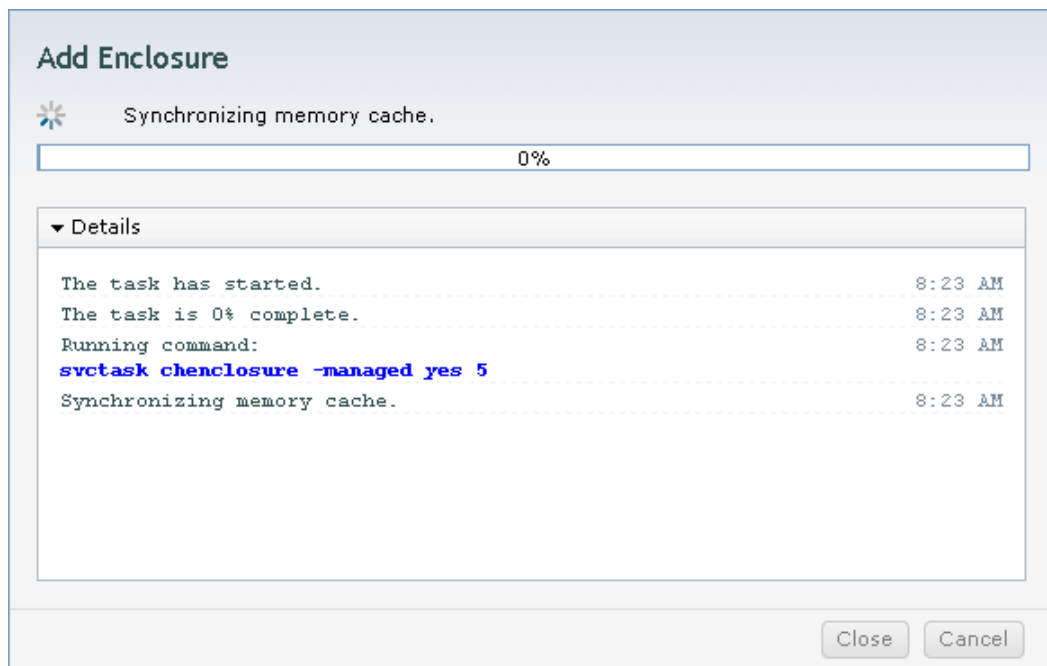 Add Enclosure
Synchronizing memory cache.
0%
Details
The task has started. 8:23 AM
The task is 0% complete. 8:23 AM
Running command: 8:23 AM
svctask chenclosure -managed yes 5
Synchronizing memory cache. 8:23 AM
Close Cancel